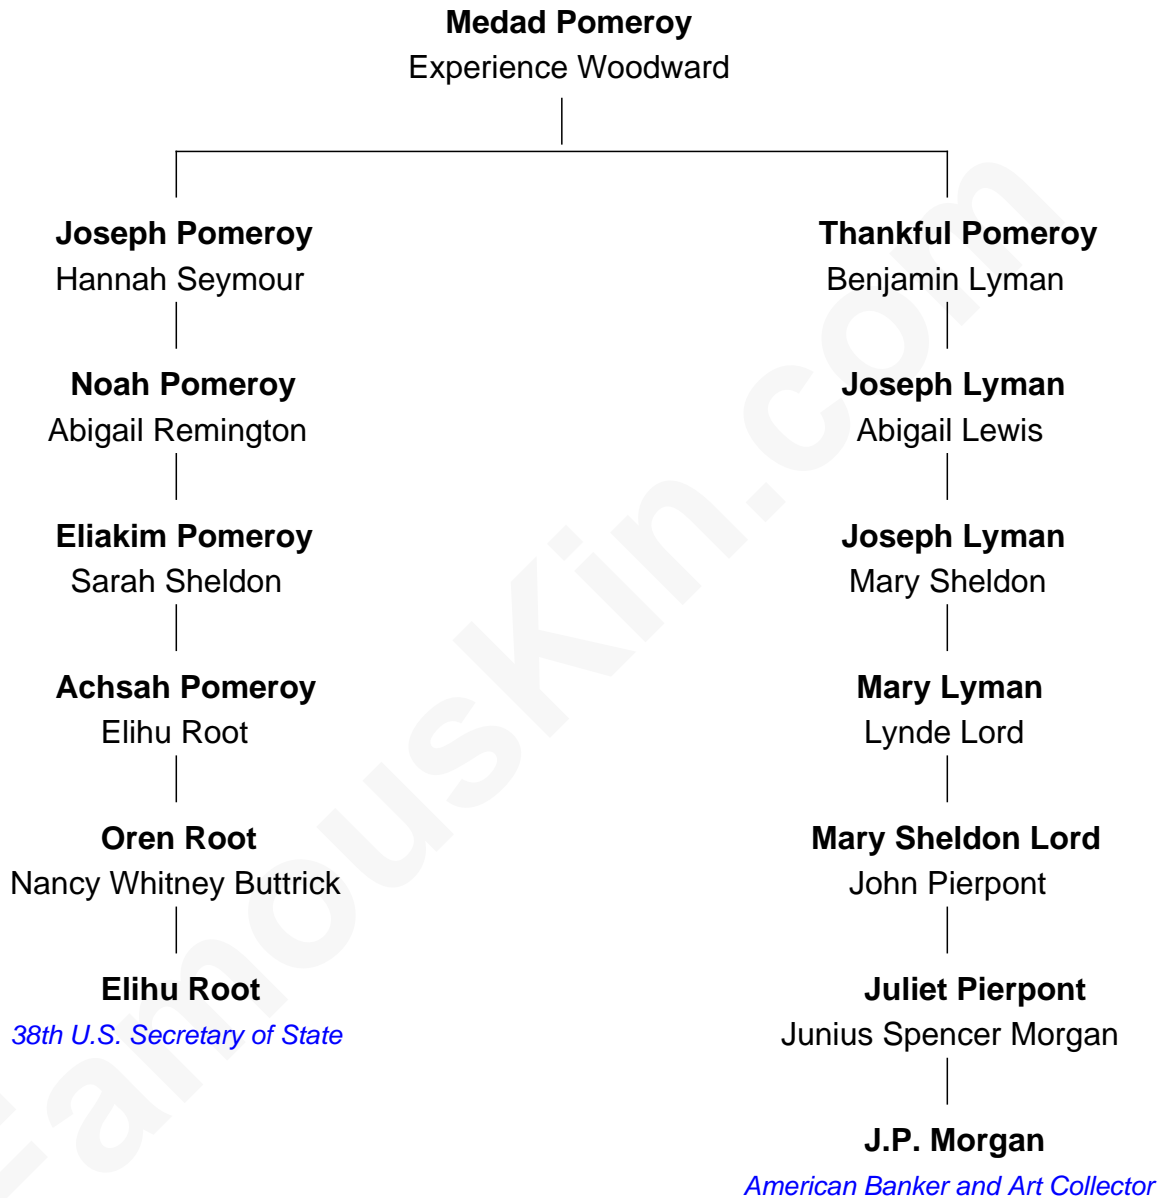 Medad Pomeroy
Experience Woodward
Joseph Pomeroy
Hannah Seymour
Thankful Pomeroy
Benjamin Lyman
Noah Pomeroy
Abigail Remington
Joseph Lyman
Abigail Lewis
Eliakim Pomeroy
Sarah Sheldon
Joseph Lyman
Mary Sheldon
Achsah Pomeroy
Elihu Root
Mary Lyman
Lynde Lord
Oren Root
Nancy Whitney Buttrick
Mary Sheldon Lord
John Pierpont
Elihu Root
38th U.S. Secretary of State
Juliet Pierpont
Junius Spencer Morgan
J.P. Morgan
American Banker and Art Collector
FamousKin.com